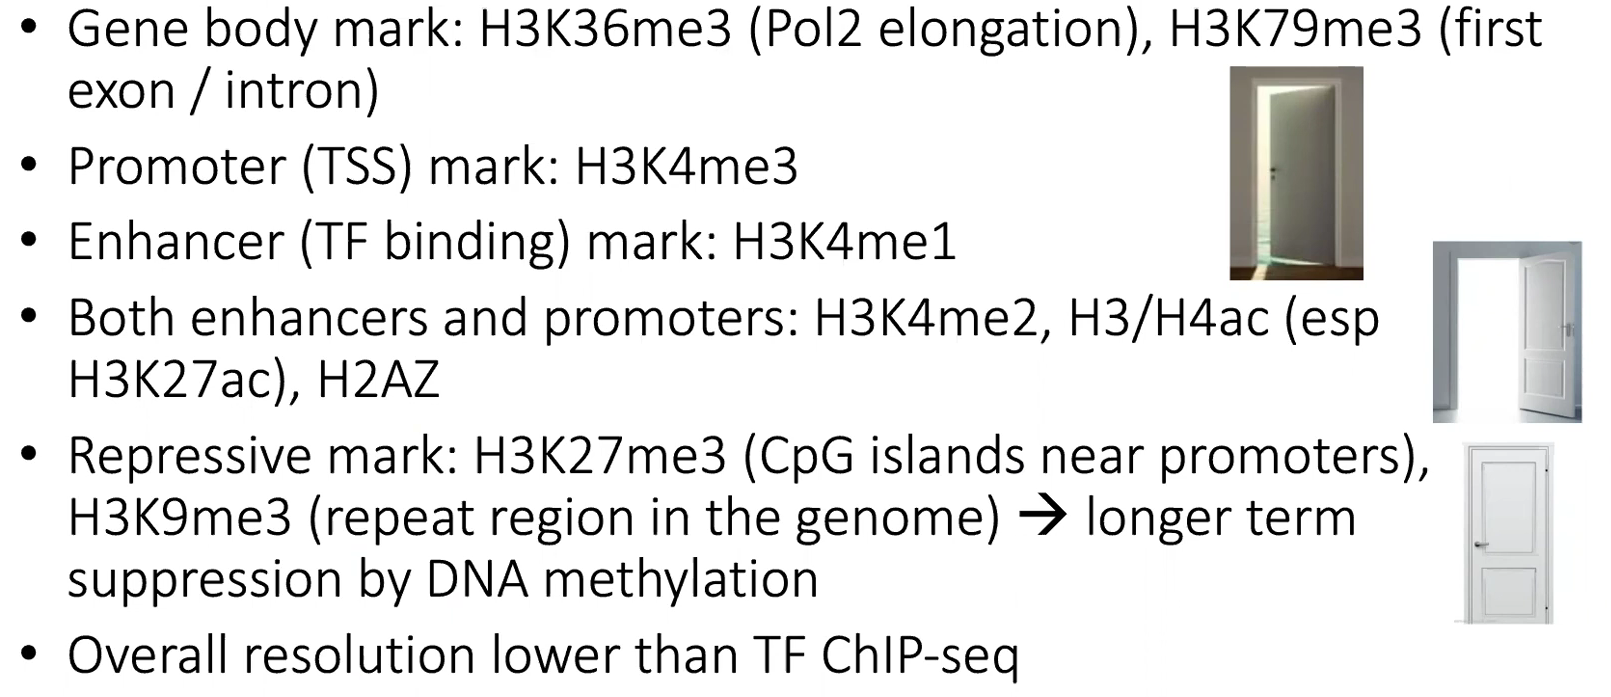 • Gene body mark: H3K36me3 (Pol2 elongation), H3K79me3 (first
exon / intron)
• Promoter (TSS) mark: H3K4me3
• Enhancer (TF binding) mark: H3K4me1
• Both enhancers and promoters: H3K4me2, H3/H4ac (esp
H3K27ac), H2AZ
• Repressive mark: H3K27me3 (CpG islands near promoters),
H3K9me3 (repeat region in the genome) → longer term
suppression by DNA methylation
• Overall resolution lower than TF ChIP-seq